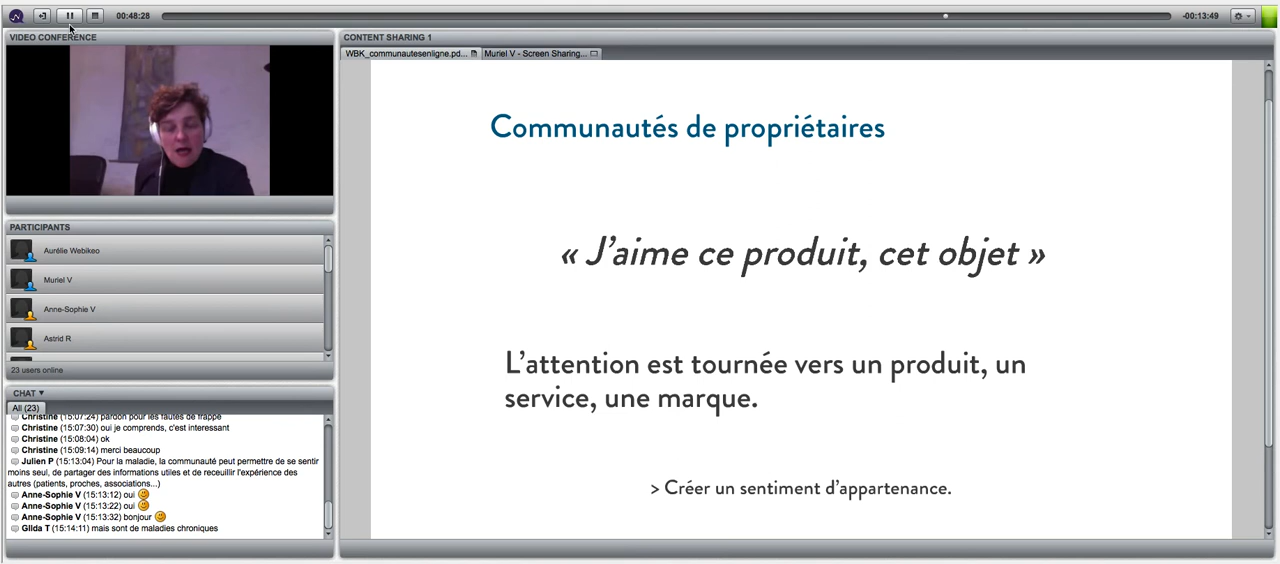 00:48:28
-00:13:49
VIDEO CONFERENCE
CONTENT SHARING 1
WBK_communautesenligne.pd...
Muriel V - Screen Sharing...
Communautés de propriétaires
« J'aime ce produit, cet objet »
L'attention est tournée vers un produit, un
service, une marque.
> Créer un sentiment d'appartenance.
PARTICIPANTS
Aurélie Webikeo
Muriel V
Anne-Sophie V
Astrid R
23 users online
CHAT
All (23)
Christine (15:07:24) pardon pour les fautes de frappe
Christine (15:07:30) oui je comprends, c'est interessant
Christine (15:08:04) ok
Christine (15:09:14) merci beaucoup
Julien P (15:13:04) Pour la maladie, la communauté peut permettre de se sentir
moins seul, de partager des informations utiles et de receuillir l'expérience des
autres (patients, proches, associations...)
Anne-Sophie V (15:13:12) oui
Anne-Sophie V (15:13:22) oui
Anne-Sophie V (15:13:32) bonjour
Gilda T (15:14:11) mais sont de maladies chroniques